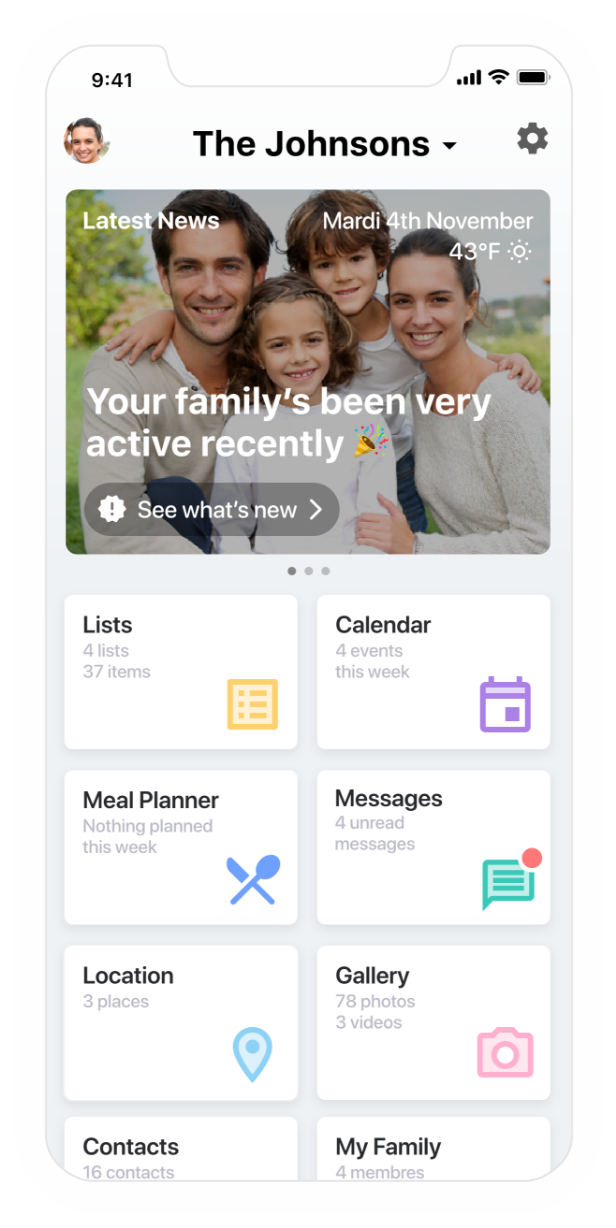 9:41
The Johnsons
Latest News
Mardi 4th November
43°F
Your family's been very
active recently 🎉
See what's new
Lists
4 lists
37 items
Calendar
4 events
this week
Meal Planner
Nothing planned
this week
Messages
4 unread
messages
Location
3 places
Gallery
78 photos
3 videos
Contacts
16 contacts
My Family
4 membres